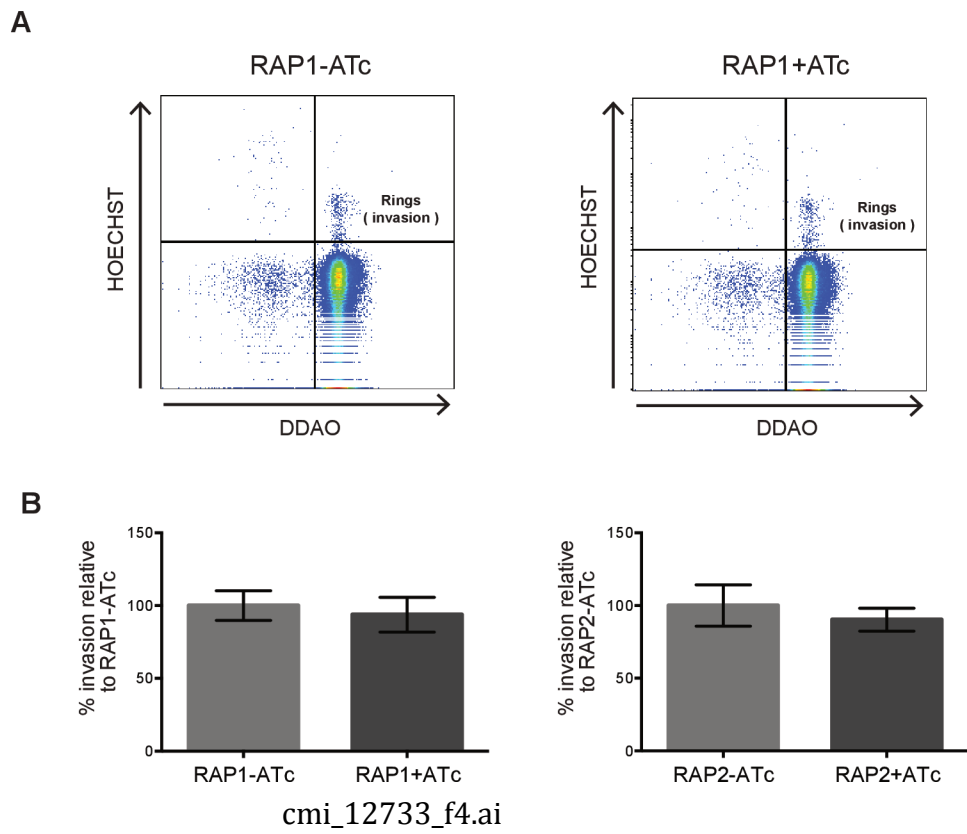 A
RAP1-ATc
RAP1+ATc
HOECHST
Rings
( invasion )
DDAO
HOECHST
Rings
( invasion )
DDAO
B
% invasion relative
to RAP1-ATc
150
100
50
0
RAP1-ATc
RAP1+ATc
% invasion relative
to RAP2-ATc
150
100
50
0
RAP2-ATc
RAP2+ATc
cmi_12733_f4.ai